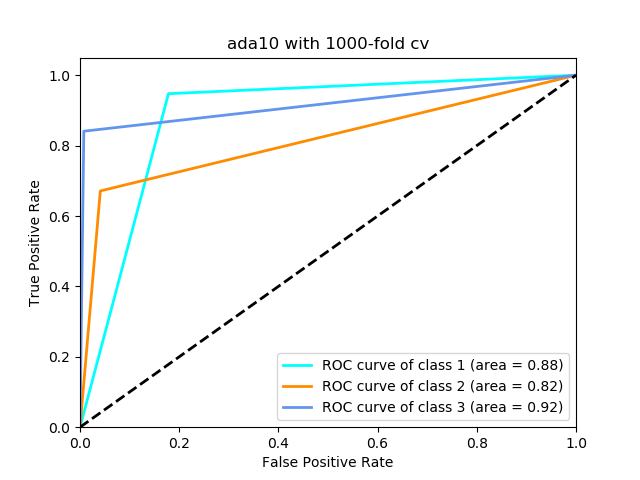 ada10 with 1000-fold cv
1.0
0.8
0.6
0.4
0.2
0.0
True Positive Rate
ROC curve of class 1 (area = 0.88)
ROC curve of class 2 (area = 0.82)
ROC curve of class 3 (area = 0.92)
0.0 0.2 0.4 0.6 0.8 1.0
False Positive Rate